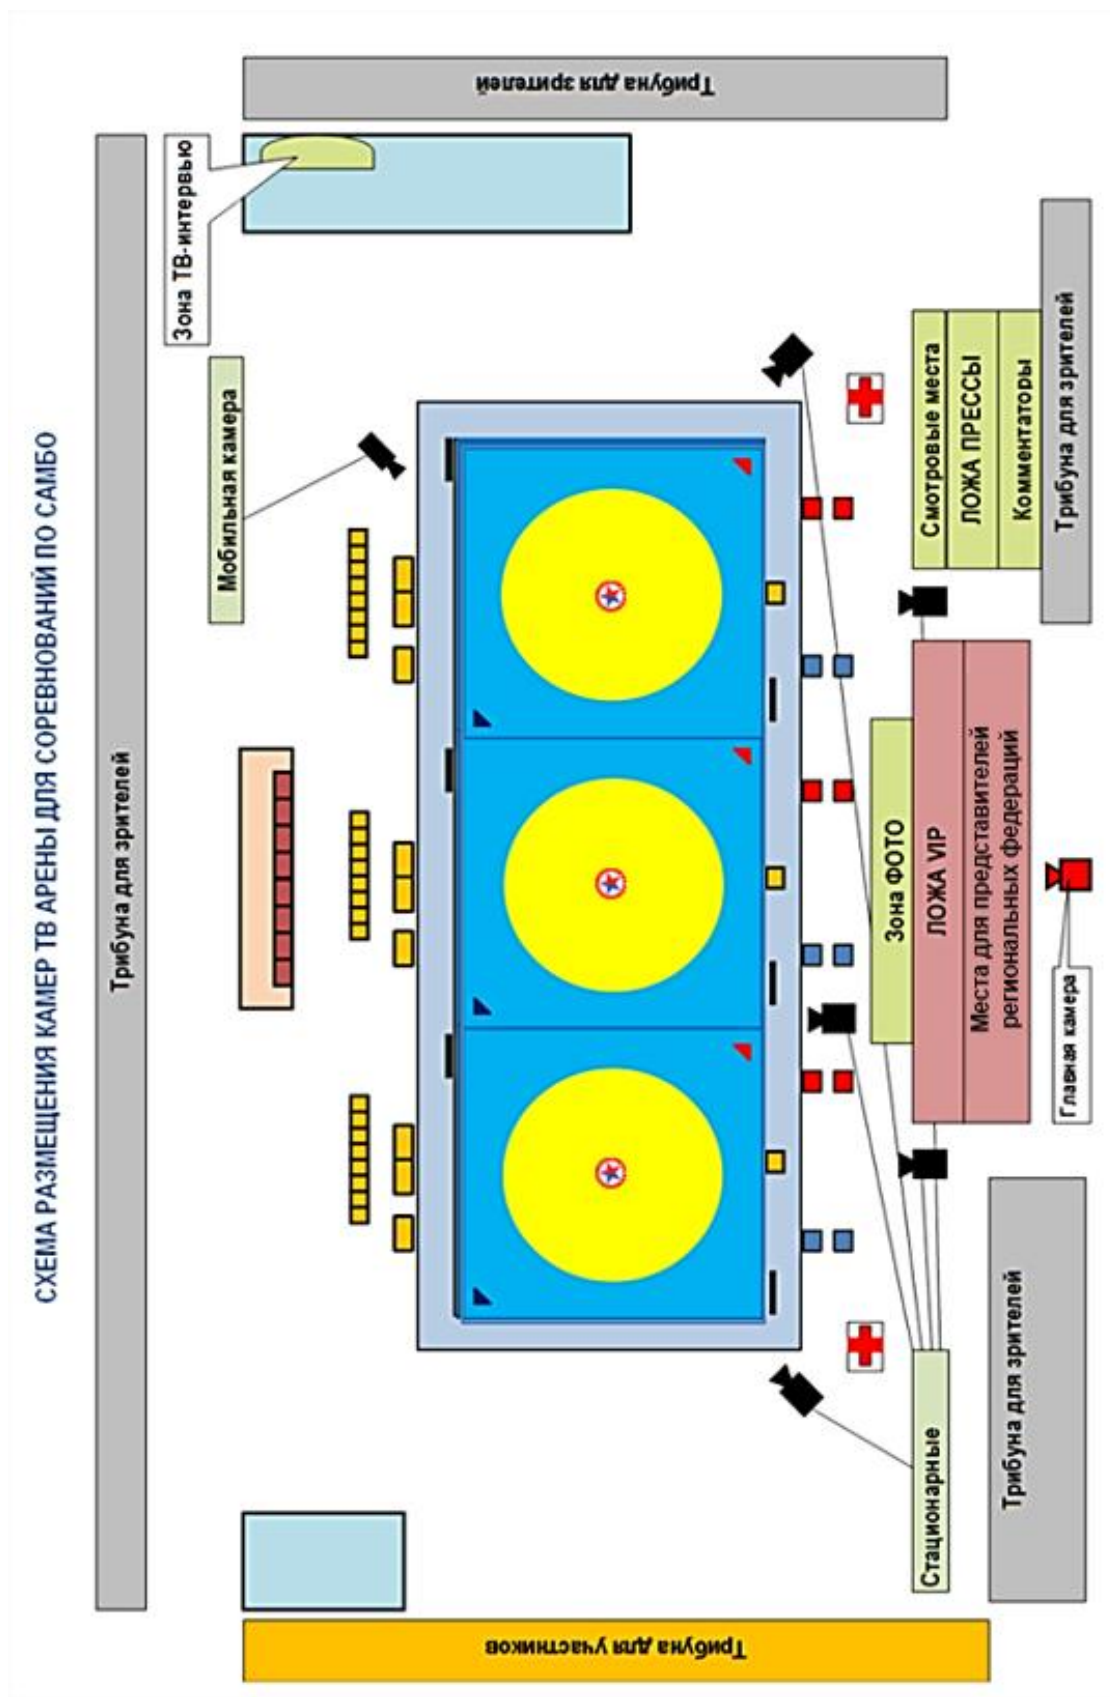 СХЕМА РАЗМЕЩЕНИЯ КАМЕР ТВ АРЕНЫ ДЛЯ СОРЕВНОВАНИЙ ПО САМБО
Трибуна для зрителей
Зона ТВ-интервью
Мобильная камера
Трибуна для зрителей
Трибуна для участников
Зона ФОТО
ЛОЖА VIP
Места для представителей
региональных федераций
Смотровые места
ЛОЖА ПРЕССЫ
Комментаторы
Стационарные
Трибуна для зрителей
Трибуна для зрителей
Главная камера